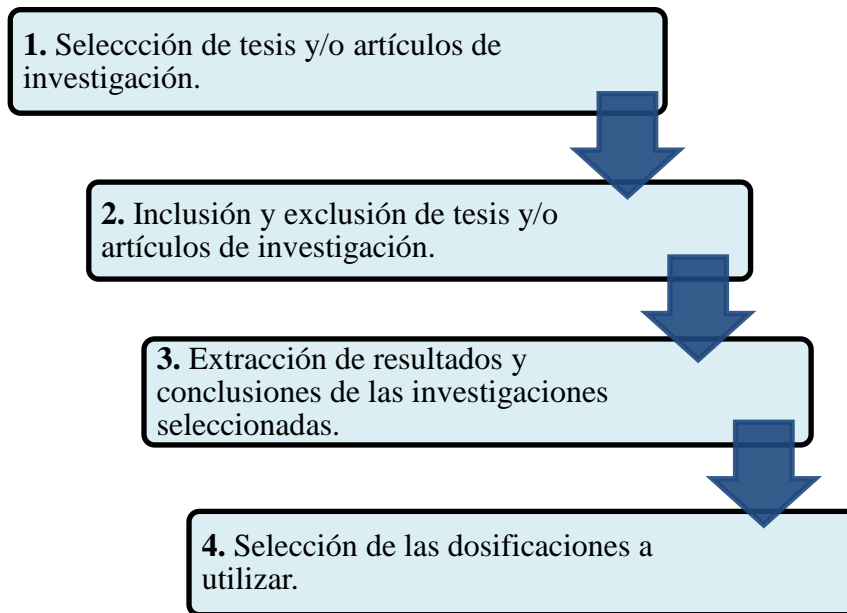 1. Seleccción de tesis y/o artículos de
investigación.
2. Inclusión y exclusión de tesis y/o
artículos de investigación.
3. Extracción de resultados y
conclusiones de las investigaciones
seleccionadas.
4. Selección de las dosificaciones a
utilizar.